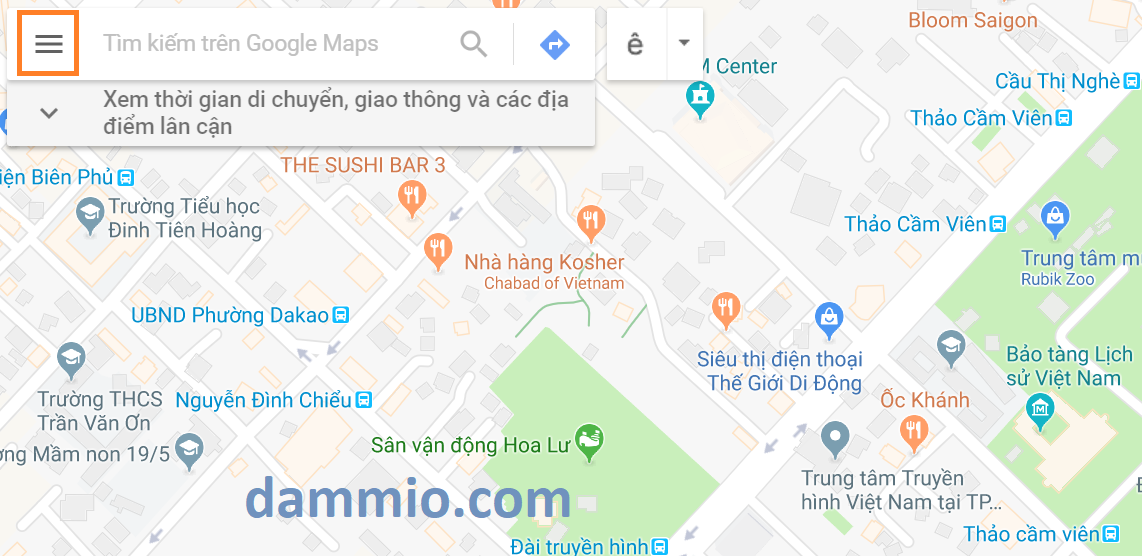 Bloom Saigon
Tìm kiếm trên Google Maps
ê
M Center
Cầu Thị Nghè
Xem thời gian di chuyển, giao thông và các địa
điểm lân cận
Thảo Cầm Viên
THE SUSHI BAR 3
iện Biên Phủ
Trường Tiểu học
Đinh Tiên Hoàng
Thảo Cầm Viên
Nhà hàng Kosher
Chabad of Vietnam
Trung tâm mu
Rubik Zoo
UBND Phường Dakao
Siêu thị điện thoại
Thế Giới Di Động
Bảo tàng Lịch
sử Việt Nam
Trường THCS
Trần Văn Ơn
Nguyễn Đình Chiểu
Ốc Khánh
Sân vận động Hoa Lư
ng Mầm non 19/5
Trung tâm Truyền
hình Việt Nam tại TP...
dammio.com
Thảo cầm viên
Đài truyền hình